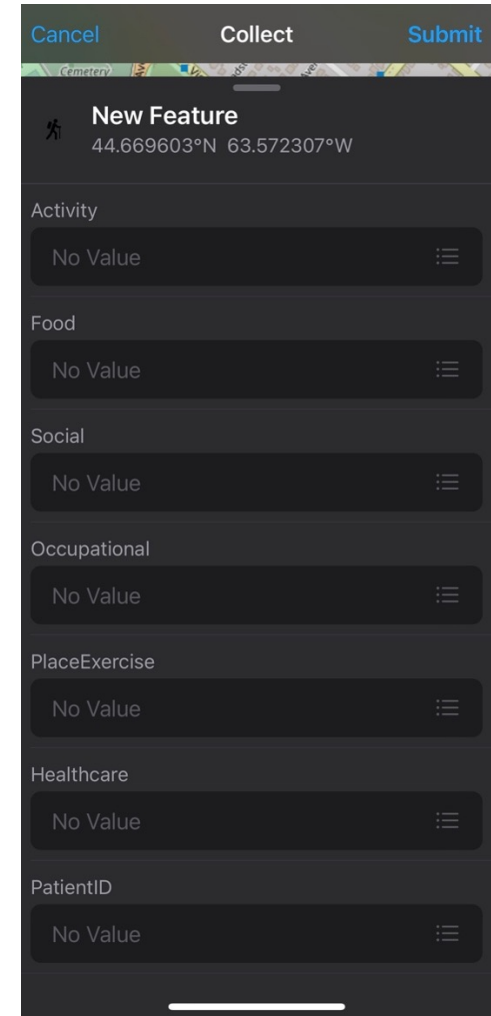 Cancel Collect Submit
Cemetery
New Feature
44.669603°N 63.572307°W
Activity
No Value
Food
No Value
Social
No Value
Occupational
No Value
PlaceExercise
No Value
Healthcare
No Value
PatientID
No Value